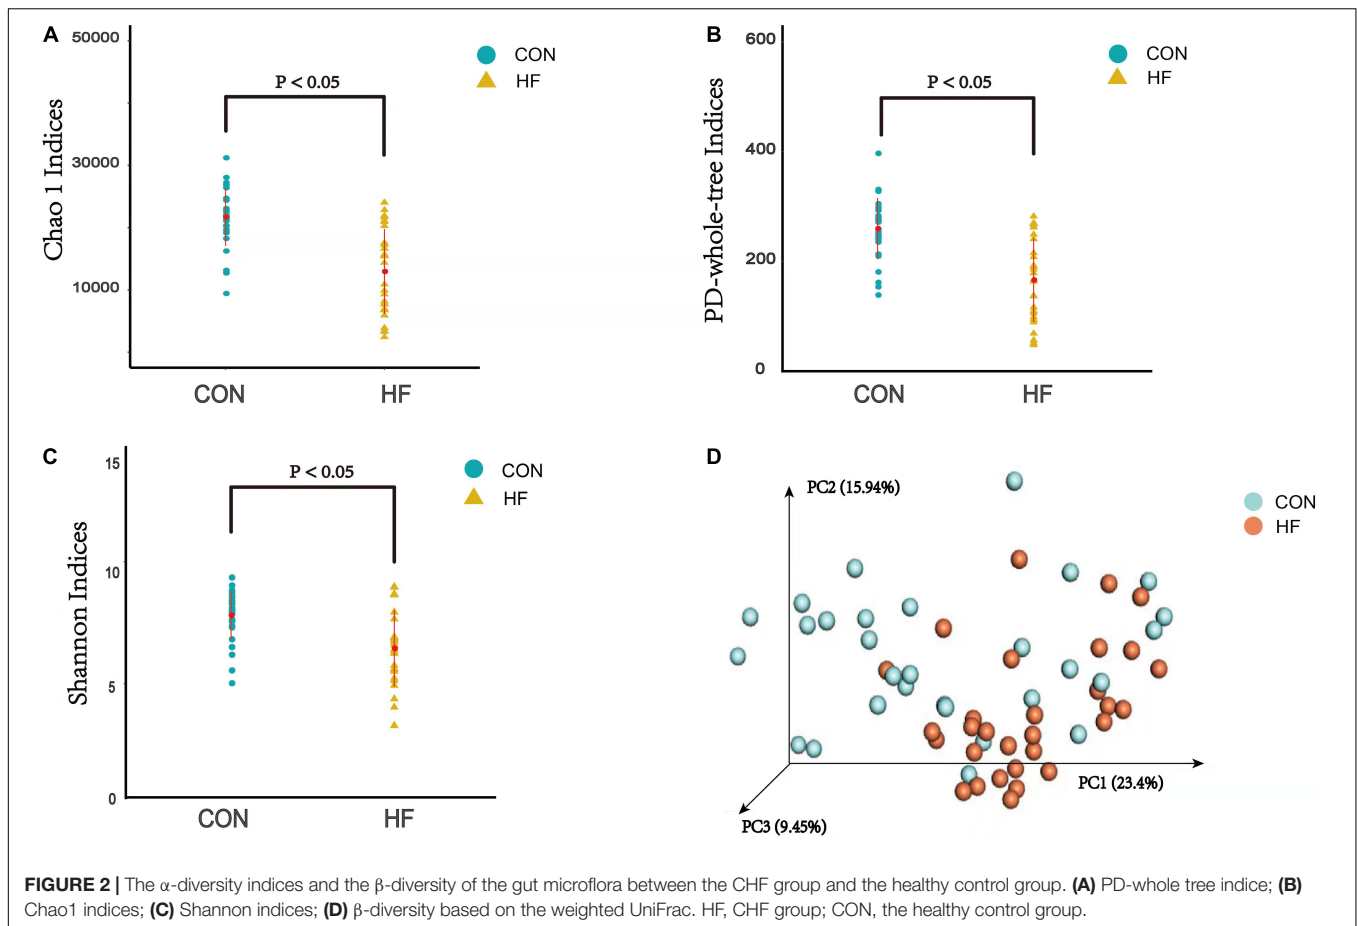 A
50000
30000
10000
Chao 1 Indices
P < 0.05
CON
HF
CON
HF
B
600
400
200
0
PD-whole-tree Indices
P < 0.05
CON
HF
CON
HF
C
15
10
5
0
Shannon Indices
P < 0.05
CON
HF
CON
HF
D
PC2 (15.94%)
CON
HF
PC1 (23.4%)
PC3 (9.45%)
FIGURE 2 | The α-diversity indices and the β-diversity of the gut microflora between the CHF group and the healthy control group. (A) PD-whole tree indice; (B)
Chao1 indices; (C) Shannon indices; (D) β-diversity based on the weighted UniFrac. HF, CHF group; CON, the healthy control group.